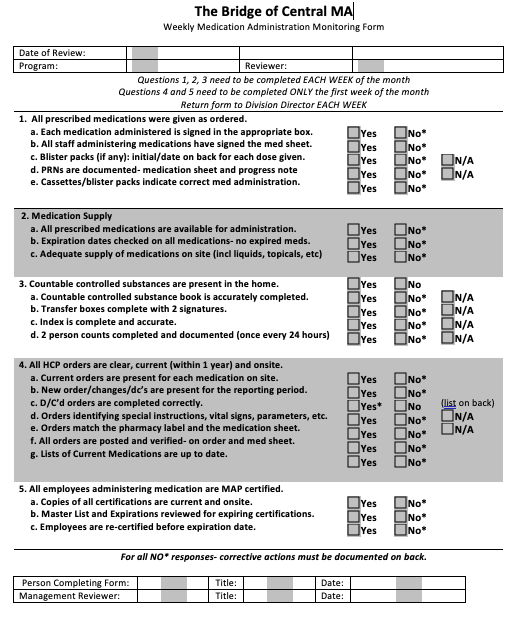 The Bridge of Central MA
Weekly Medication Administration Monitoring Form
Date of Review:
Program: Reviewer:
Questions 1, 2, 3 need to be completed EACH WEEK of the month
Questions 4 and 5 need to be completed ONLY the first week of the month
Return form to Division Director EACH WEEK
1. All prescribed medications were given as ordered.
a. Each medication administered is signed in the appropriate box. Yes No*
b. All staff administering medications have signed the med sheet. Yes No*
c. Blister packs (if any): initial/date on back for each dose given. Yes No* N/A
d. PRNs are documented- medication sheet and progress note Yes No* N/A
e. Cassettes/blister packs indicate correct med administration. Yes No*
2. Medication Supply
a. All prescribed medications are available for administration. Yes No*
b. Expiration dates checked on all medications- no expired meds. Yes No*
c. Adequate supply of medications on site (incl liquids, topicals, etc) Yes No*
3. Countable controlled substances are present in the home. Yes No
a. Countable controlled substance book is accurately completed. Yes No* N/A
b. Transfer boxes complete with 2 signatures. Yes No* N/A
c. Index is complete and accurate. Yes No* N/A
d. 2 person counts completed and documented (once every 24 hours) Yes No* N/A
4. All HCP orders are clear, current (within 1 year) and onsite.
a. Current orders are present for each medication on site. Yes No*
b. New order/changes/dc's are present for the reporting period. Yes No*
c. D/C'd orders are completed correctly. Yes* No (list on back)
d. Orders identifying special instructions, vital signs, parameters, etc. Yes No* N/A
e. Orders match the pharmacy label and the medication sheet. Yes No* N/A
f. All orders are posted and verified- on order and med sheet. Yes No*
g. Lists of Current Medications are up to date. Yes No*
5. All employees administering medication are MAP certified.
a. Copies of all certifications are current and onsite. Yes No*
b. Master List and Expirations reviewed for expiring certifications. Yes No*
c. Employees are re-certified before expiration date. Yes No*
For all NO* responses- corrective actions must be documented on back.
Person Completing Form: Title: Date:
Management Reviewer: Title: Date: